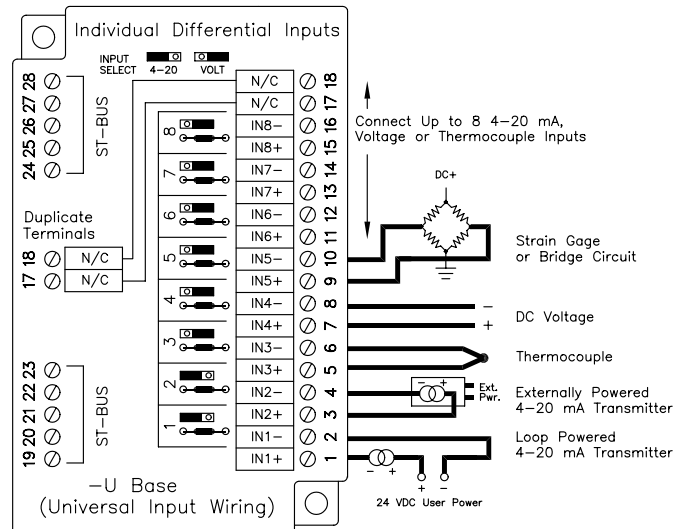 Individual Differential Inputs
INPUT SELECT 4-20 VOLT
28
27
26
25
24
ST-BUS
Duplicate Terminals
18 N/C
17 N/C
23
22
21
20
19
ST-BUS
8
7
6
5
4
3
2
1
N/C 18
N/C 17
IN8- 16
IN8+ 15
IN7- 14
IN7+ 13
IN6- 12
IN6+ 11
IN5- 10
IN5+ 9
IN4- 8
IN4+ 7
IN3- 6
IN3+ 5
IN2- 4
IN2+ 3
IN1- 2
IN1+ 1
Connect Up to 8 4-20 mA,
Voltage or Thermocouple Inputs
DC+
Strain Gage
or Bridge Circuit
-
+
DC Voltage
Thermocouple
- +
Ext.
Pwr.
Externally Powered
4-20 mA Transmitter
Loop Powered
4-20 mA Transmitter
- + + -
24 VDC User Power
-U Base
(Universal Input Wiring)